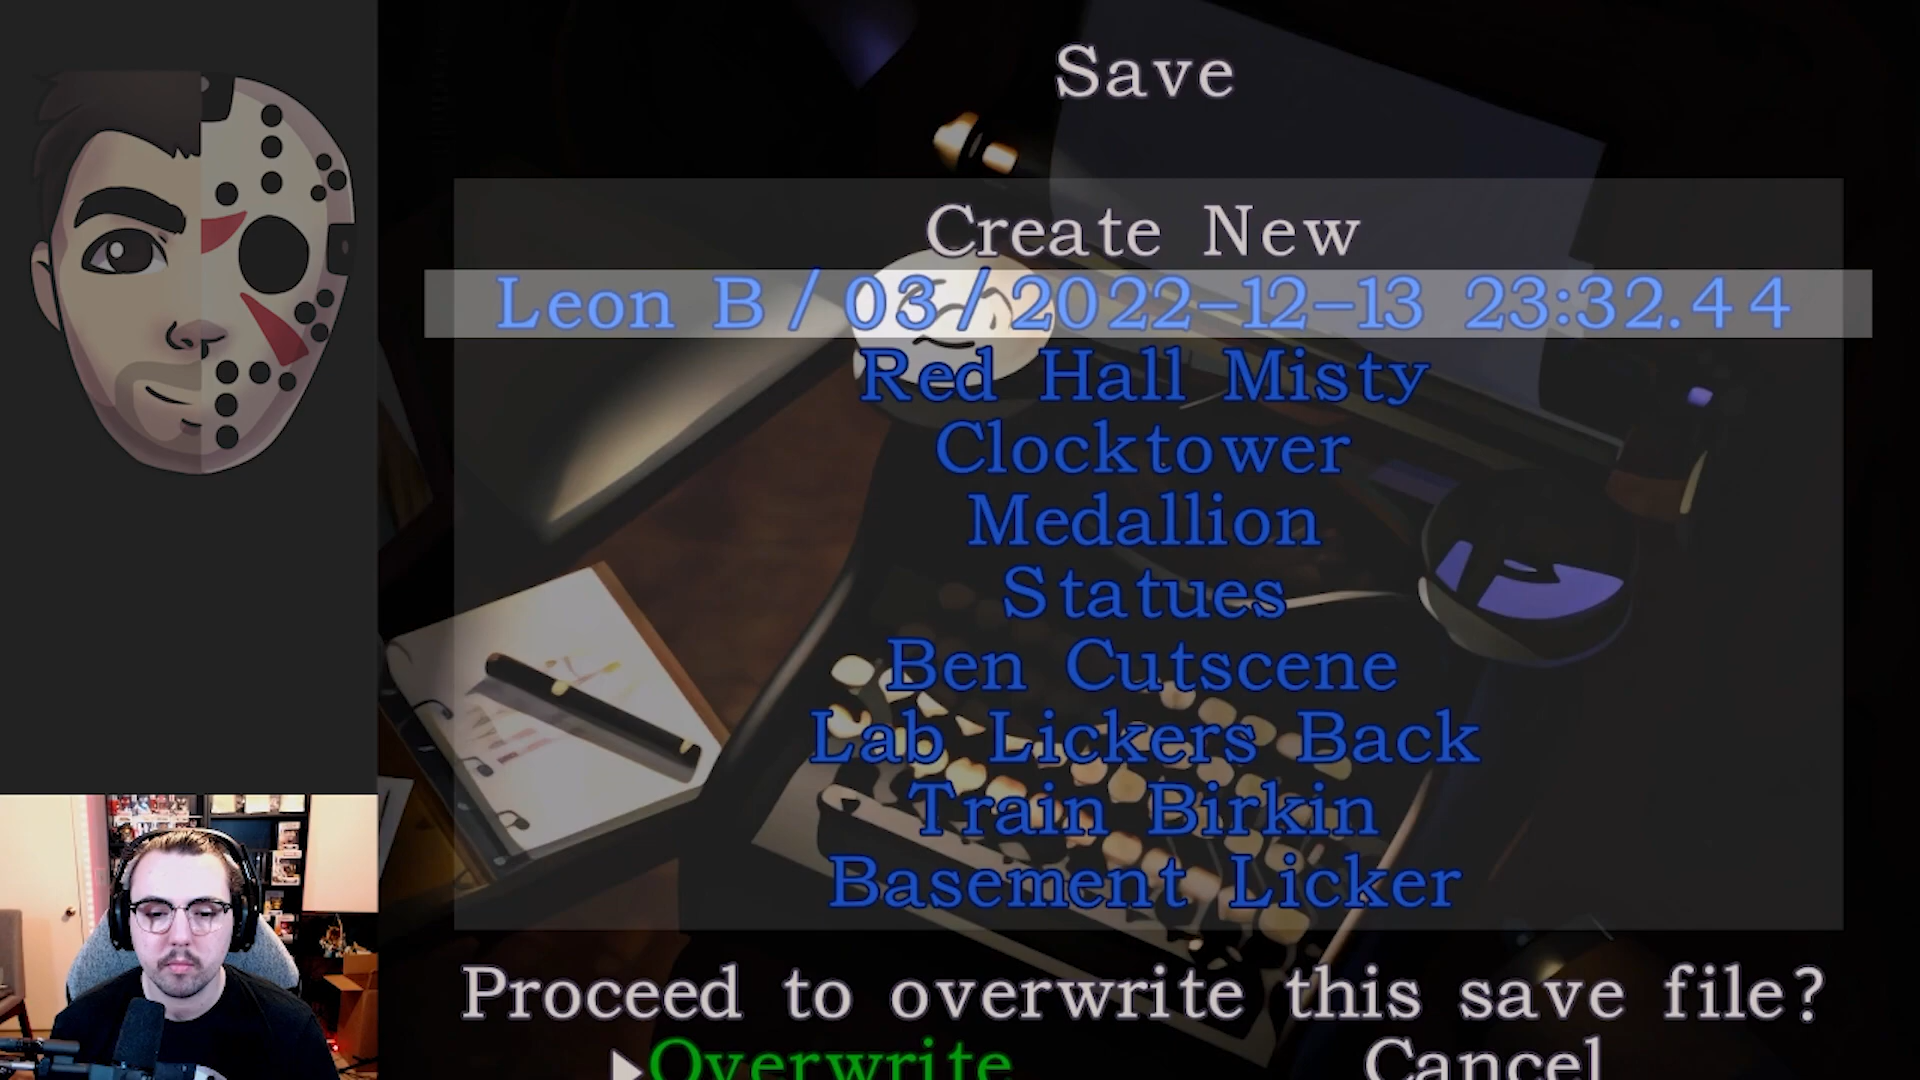 Save
Create New
Leon B / 03 / 2022-12-13 23:32.44
Red Hall Misty
Clocktower
Medallion
Statues
Ben Cutscene
Lab Lickers Back
Train Birkin
Basement Licker
Proceed to overwrite this save file?
Overwrite Cancel